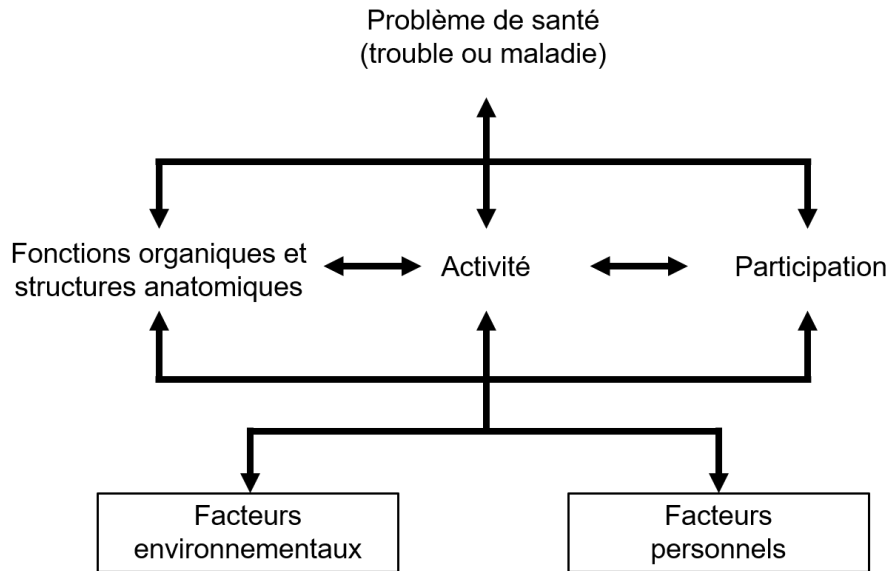 Problème de santé
(trouble ou maladie)
Fonctions organiques et
structures anatomiques
Activité
Participation
Facteurs
environnementaux
Facteurs
personnels